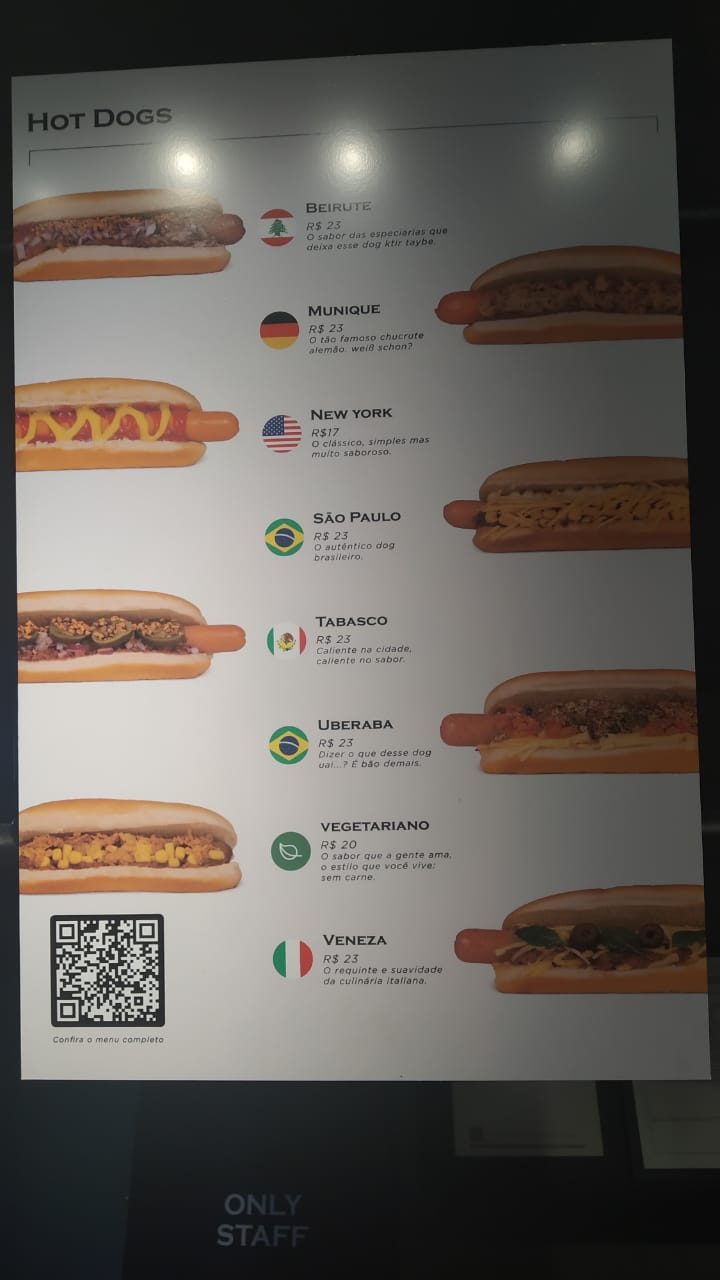 Hot Dogs
Beirute
R$ 23
O sabor das especiarias que
deixa esse dog ktir taybe.
Munique
R$ 23
O tão famoso chucrute
alemão. weiß schon?
New York
R$17
O clássico, simples mas
muito saboroso.
São Paulo
R$ 23
O autêntico dog
brasileiro.
Tabasco
R$ 23
Caliente na cidade,
caliente no sabor.
Uberaba
R$ 23
Dizer o que desse dog
uai...? É bão demais.
Vegetariano
R$ 20
O sabor que a gente ama,
o estilo que você vive:
sem carne.
Veneza
R$ 23
O requinte e suavidade
da culinária italiana.
Confira o menu completo
ONLY
STAFF